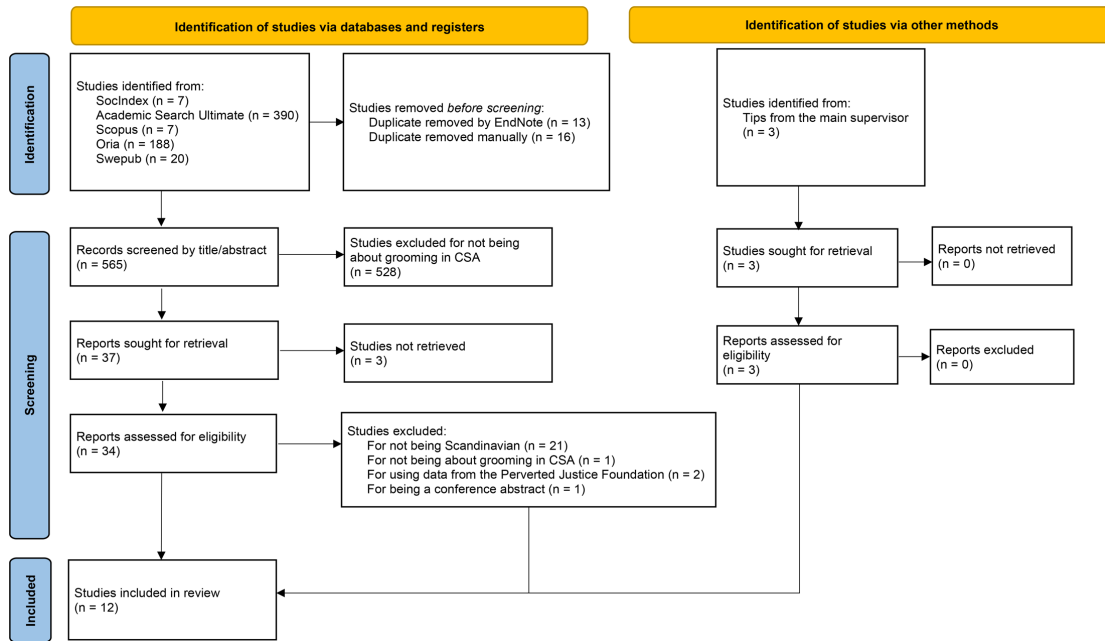 Identification of studies via databases and registers
Identification of studies via other methods
Identification
Studies identified from:
SocIndex (n = 7)
Academic Search Ultimate (n = 390)
Scopus (n = 7)
Oria (n = 188)
Swepub (n = 20)
Studies removed before screening:
Duplicate removed by EndNote (n = 13)
Duplicate removed manually (n = 16)
Studies identified from:
Tips from the main supervisor
(n = 3)
Screening
Records screened by title/abstract
(n = 565)
Studies excluded for not being
about grooming in CSA
(n = 528)
Studies sought for retrieval
(n = 3)
Reports not retrieved
(n = 0)
Reports sought for retrieval
(n = 37)
Studies not retrieved
(n = 3)
Reports assessed for
eligibility
(n = 3)
Reports excluded
(n = 0)
Reports assessed for eligibility
(n = 34)
Studies excluded:
For not being Scandinavian (n = 21)
For not being about grooming in CSA (n = 1)
For using data from the Perverted Justice Foundation (n = 2)
For being a conference abstract (n = 1)
Included
Studies included in review
(n = 12)